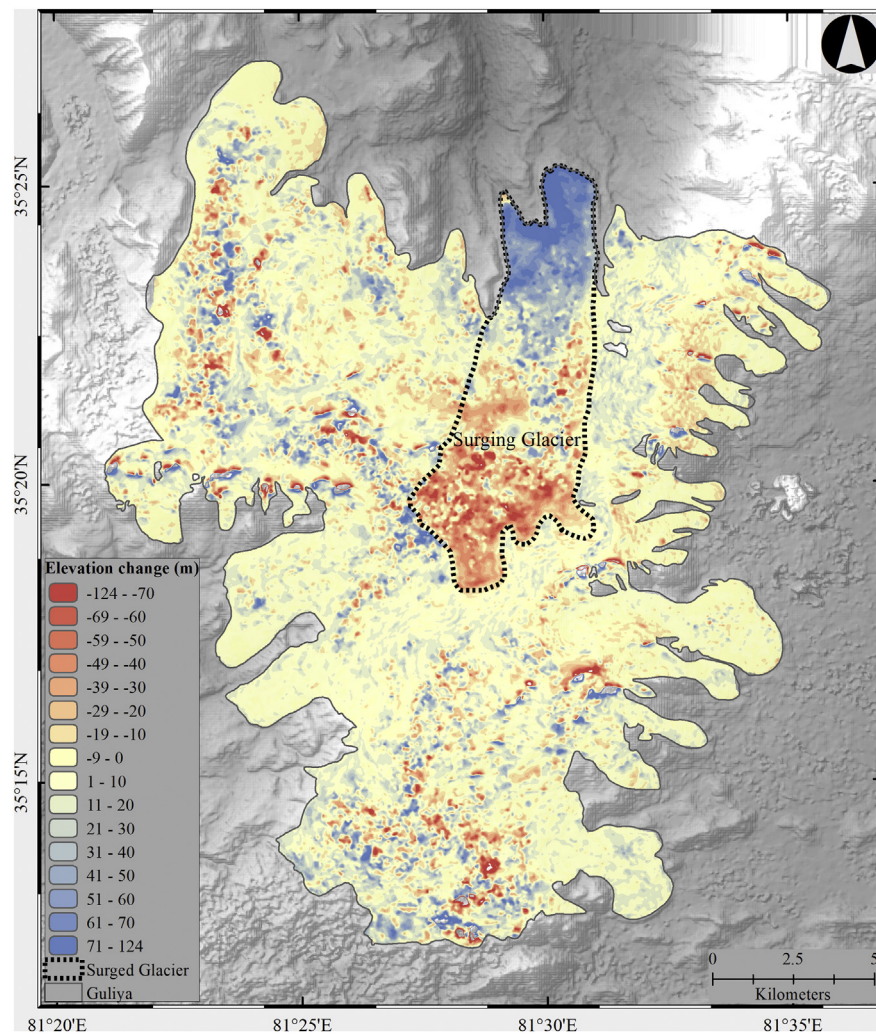 35°25'N
35°20'N
35°15'N
Surging Glacier
Elevation change (m)
-124 - -70
-69 - -60
-59 - -50
-49 - -40
-39 - -30
-29 - -20
-19 - -10
-9 - 0
1 - 10
11 - 20
21 - 30
31 - 40
41 - 50
51 - 60
61 - 70
71 - 124
Surged Glacier
Guliya
0 2.5 5
Kilometers
81°20'E 81°25'E 81°30'E 81°35'E